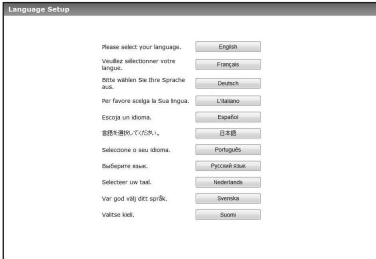 Language Setup
Please select your language. English
Veuillez sélectionner votre
langue. Français
Bitte wählen Sie Ihre Sprache
aus. Deutsch
Per favore scelga la Sua lingua. L'italiano
Escoja un idioma. Español
言語を選択してください。 日本語
Seleccione o seu idioma. Português
Выберите язык. Русский язык
Selecteer uw taal. Nederlands
Var god välj ditt språk. Svenska
Valitse kieli. Suomi